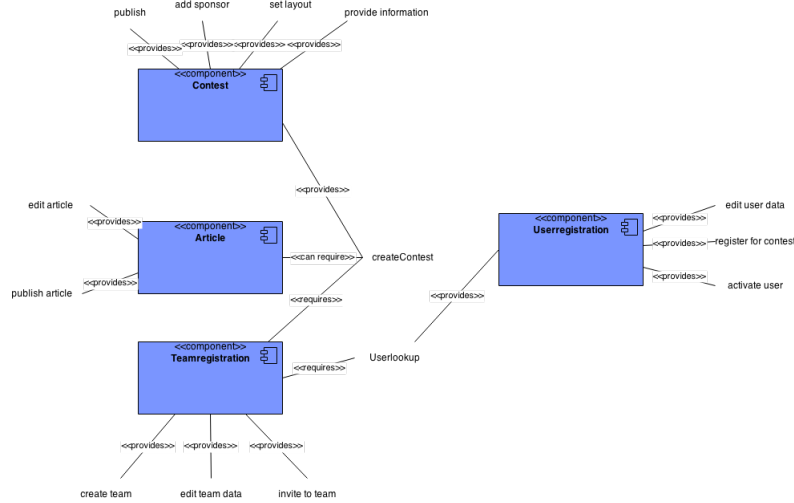 add sponsor
set layout
publish
provide information
<<provides>>
<<provides>>
<<provides>>
<<provides>>
<<component>>
Contest
<<provides>>
edit article
<<provides>>
<<component>>
Article
<<can require>>
createContest
publish article
<<provides>>
<<requires>>
<<component>>
Userregistration
<<provides>>
edit user data
<<provides>>
register for contest
<<provides>>
activate user
<<provides>>
<<component>>
Teamregistration
<<requires>>
Userlookup
<<provides>>
<<provides>>
<<provides>>
create team
edit team data
invite to team